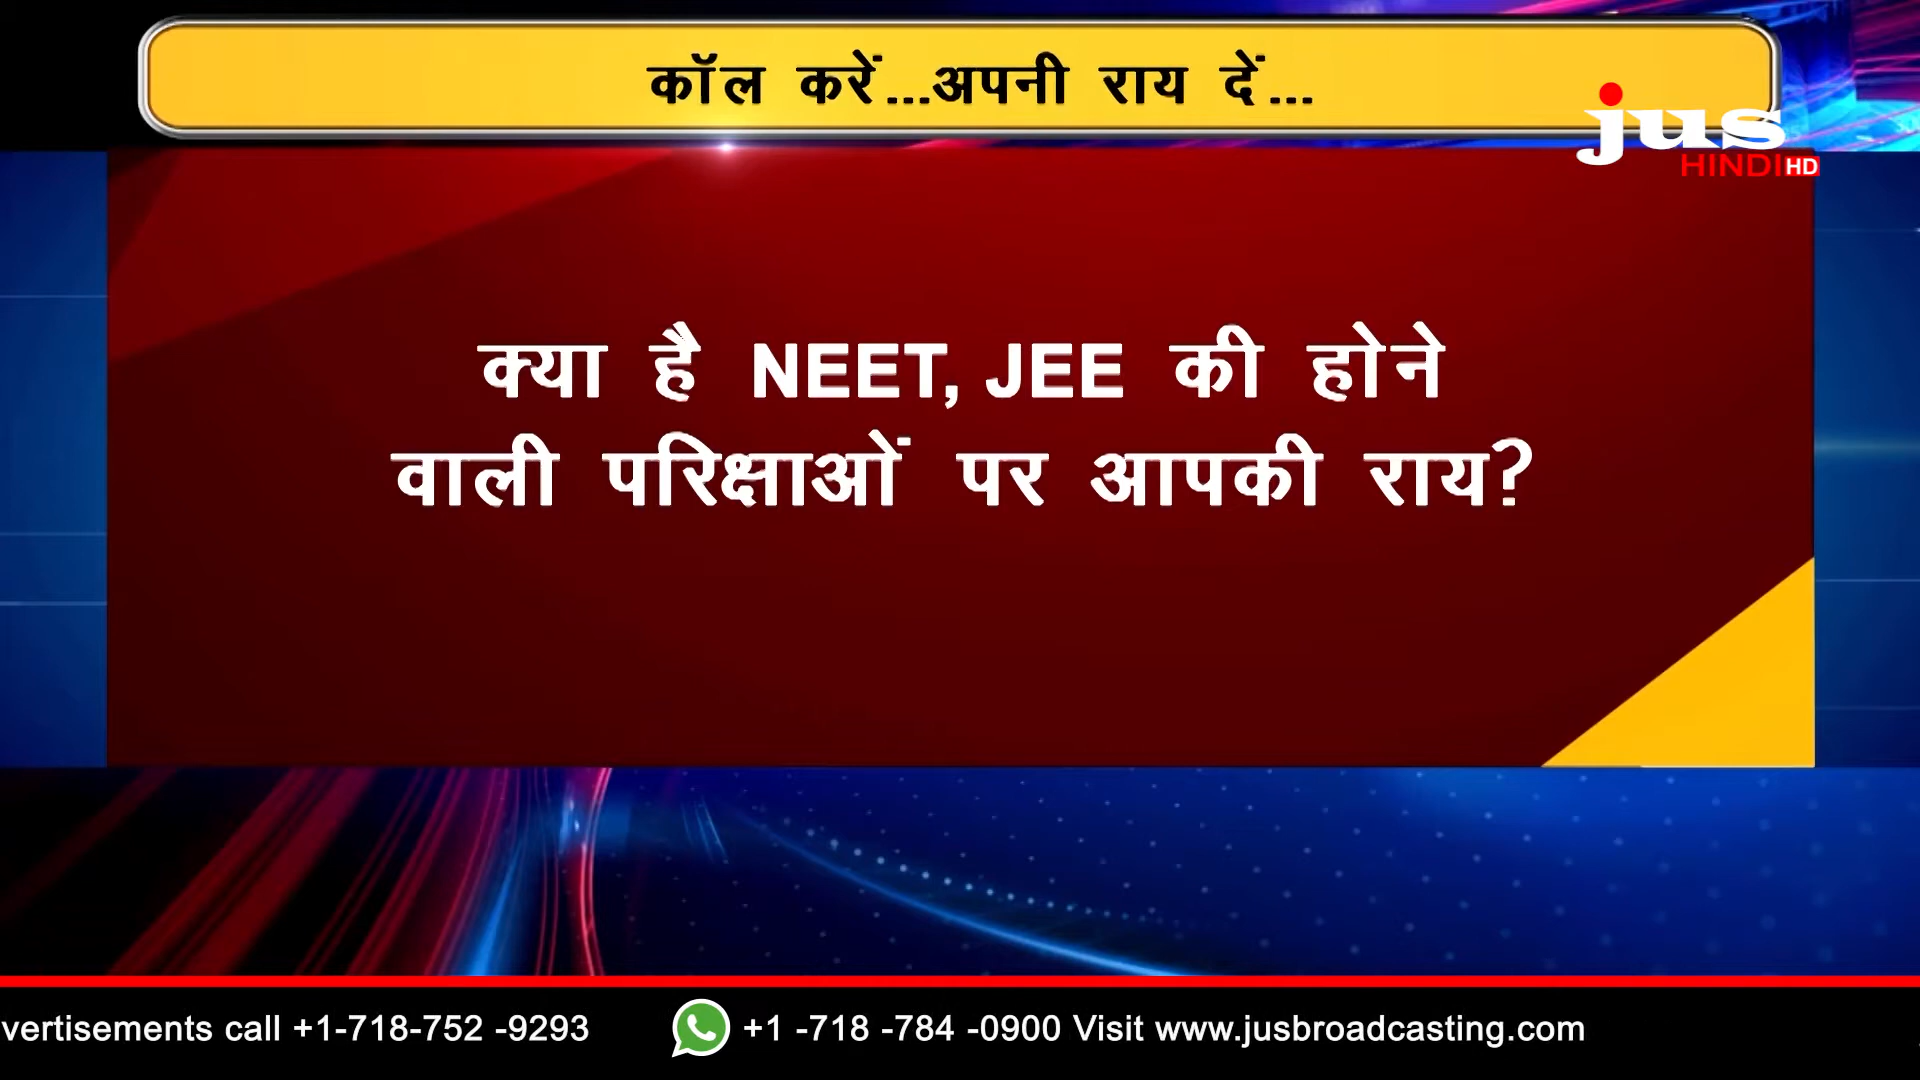 कॉल करें...अपनी राय दें...
jus
HINDI HD
क्या है NEET, JEE की होने
वाली परिक्षाओं पर आपकी राय?
vertisements call +1-718-752 -9293 +1 -718 -784 -0900 Visit www.jusbroadcasting.com